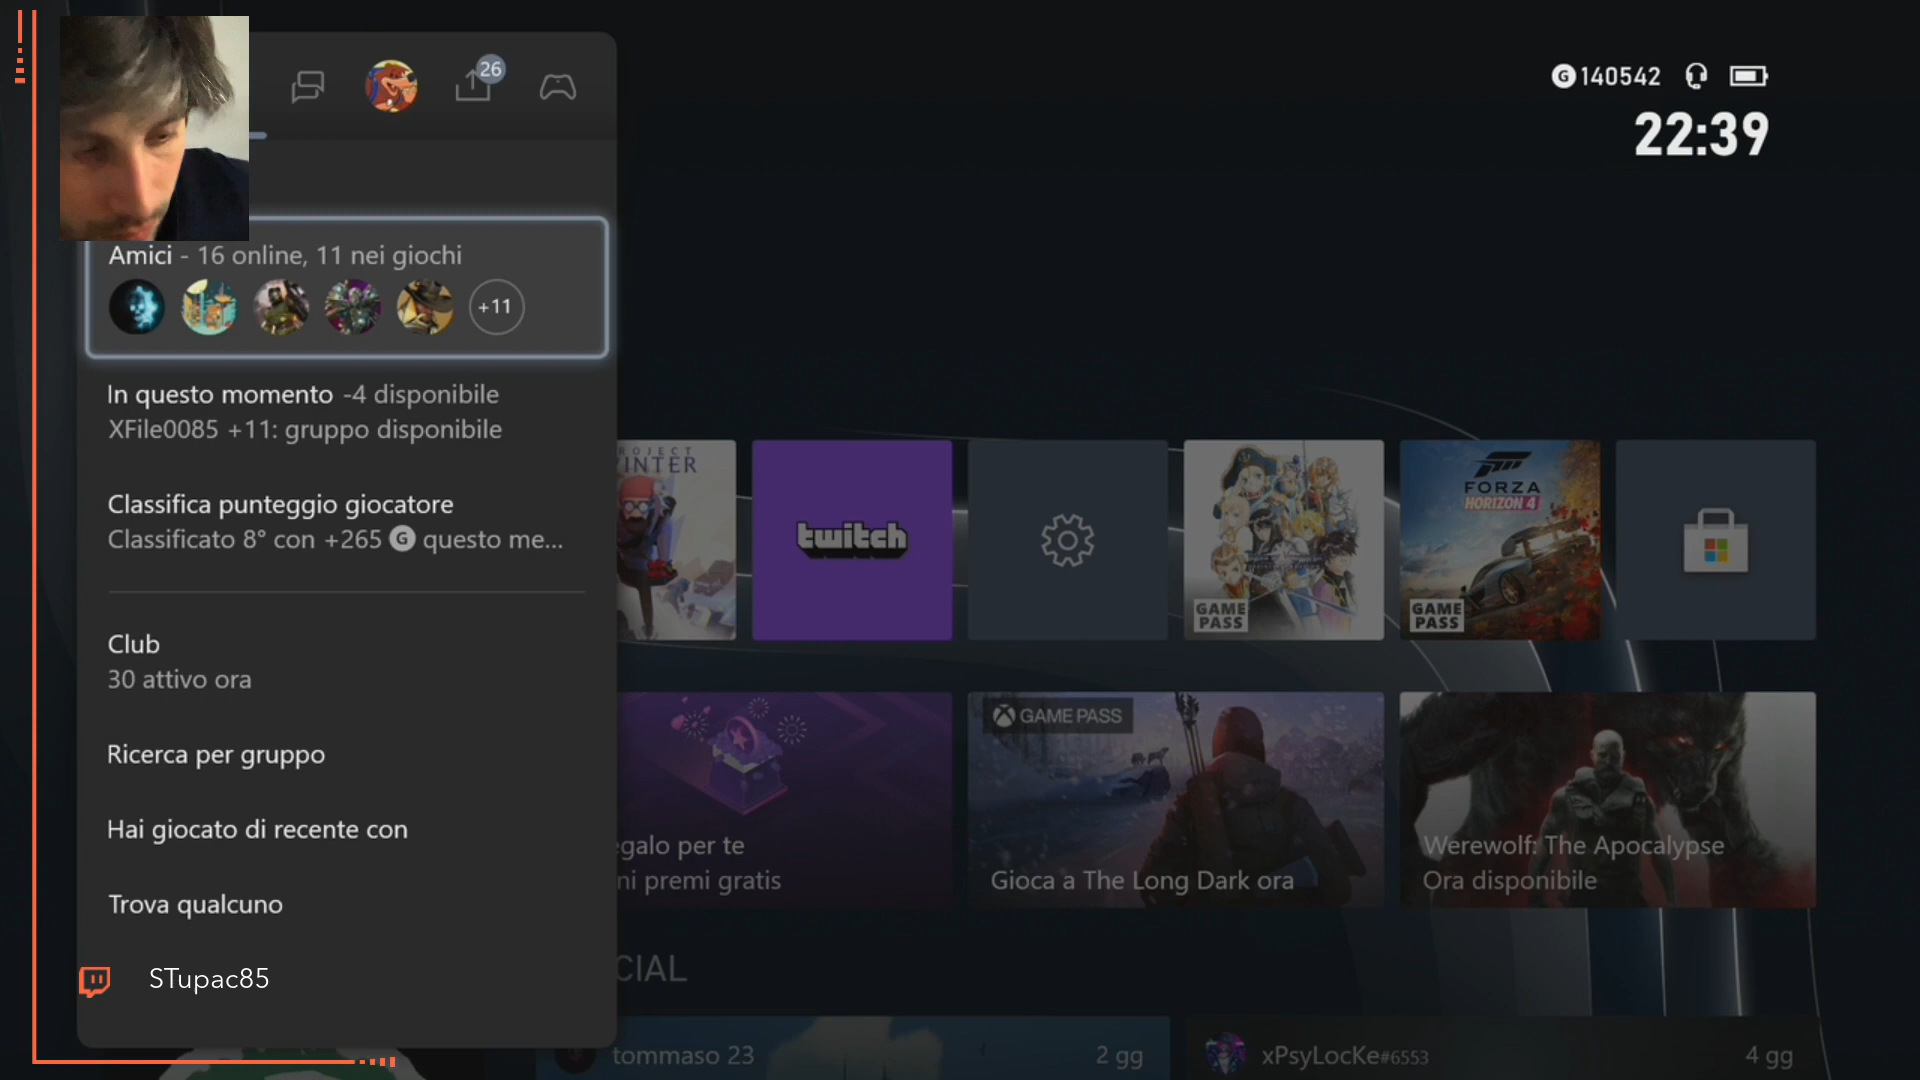 26
G 140542
22:39
Amici - 16 online, 11 nei giochi
+11
In questo momento -4 disponibile
XFile0085 +11: gruppo disponibile
Classifica punteggio giocatore
Classificato 8° con +265 G questo me...
Club
30 attivo ora
Ricerca per gruppo
Hai giocato di recente con
Trova qualcuno
STupac85
INTER
twitch
GAME PASS
FORZA
HORIZON 4
GAME PASS
egalo per te
ni premi gratis
GAME PASS
Gioca a The Long Dark ora
Werewolf: The Apocalypse
Ora disponibile
CIAL
tommaso 23
2 gg
xPsyLocKe#6553
4 gg